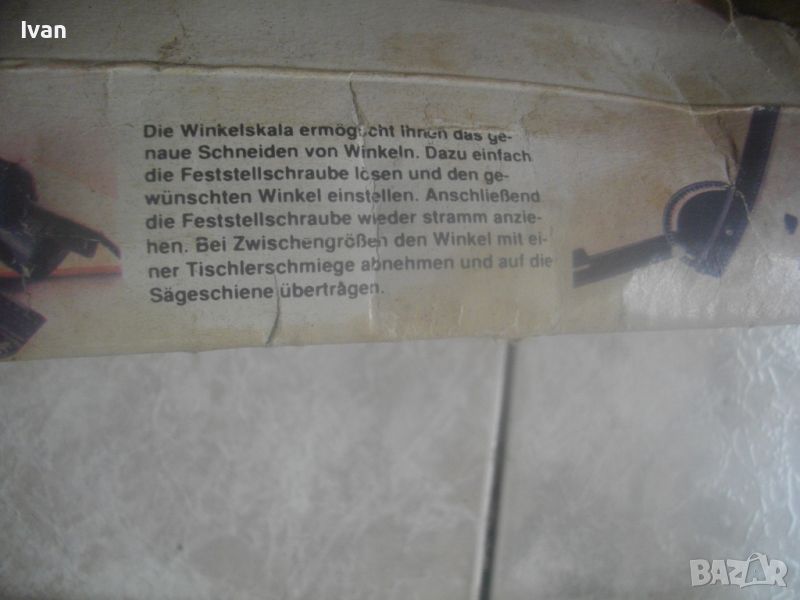 Ivan
Die Winkelskala ermöglicht Ihnen das ge-
naue Schneiden von Winkeln. Dazu einfach
die Feststellschraube lösen und den ge-
wünschten Winkel einstellen. Anschließend
die Feststellschraube wieder stramm anzie-
hen. Bei Zwischengrößen den Winkel mit ei-
ner Tischlerschmiege abnehmen und auf die
Sägeschiene übertragen.
BAZAR